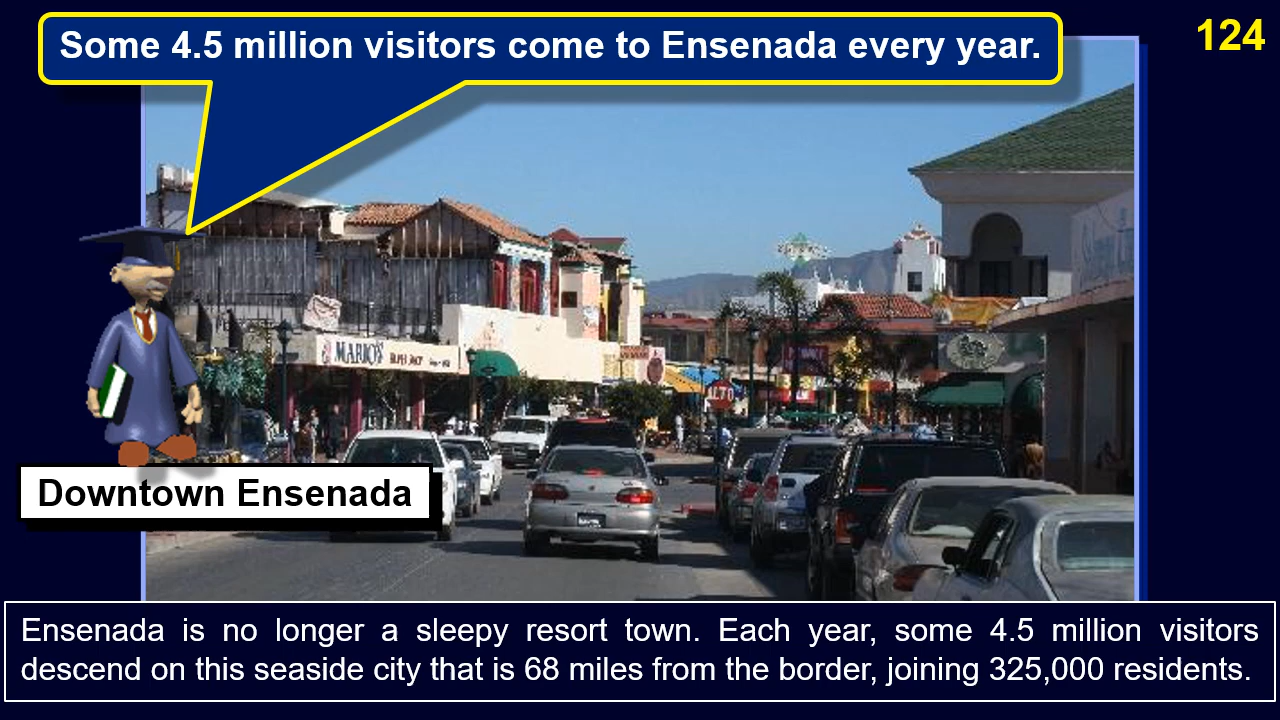 Some 4.5 million visitors come to Ensenada every year.
124
MARIO'S
ALTO
Downtown Ensenada
Ensenada is no longer a sleepy resort town. Each year, some 4.5 million visitors
descend on this seaside city that is 68 miles from the border, joining 325,000 residents.